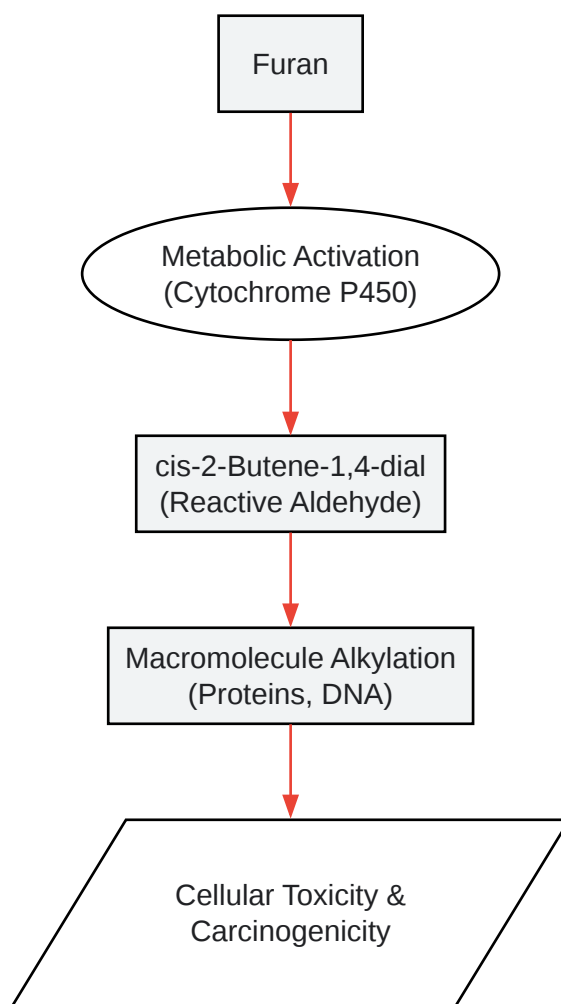 Furan
Metabolic Activation
(Cytochrome P450)
cis-2-Butene-1,4-dial
(Reactive Aldehyde)
Macromolecule Alkylation
(Proteins, DNA)
Cellular Toxicity &
Carcinogenicity